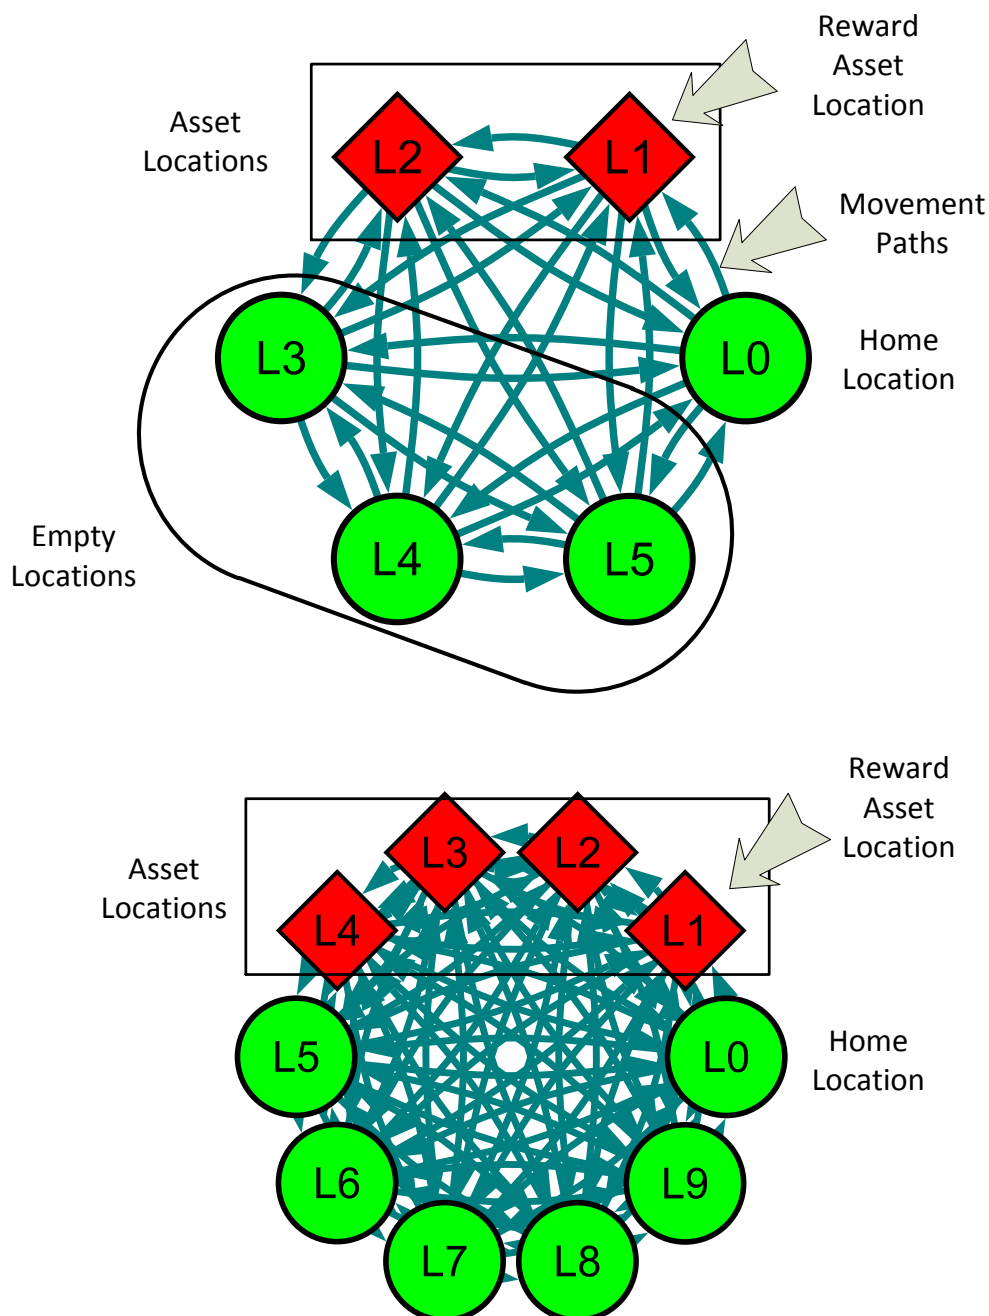 Reward
Asset
Location
Asset
Locations
L2
L1
Movement
Paths
L3
L0
Home
Location
Empty
Locations
L4
L5
Reward
Asset
Location
Asset
Locations
L3
L2
L4
L1
L5
L0
Home
Location
L6
L9
L7
L8